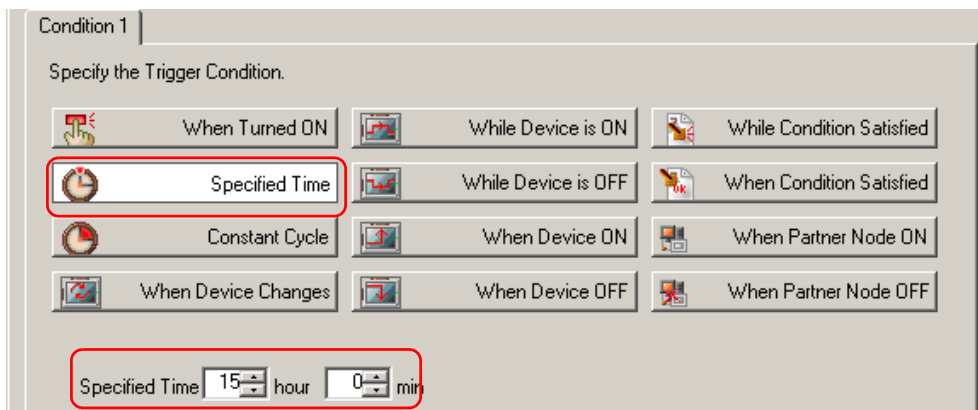 Condition 1
Specify the Trigger Condition.
When Turned ON While Device is ON While Condition Satisfied
Specified Time While Device is OFF When Condition Satisfied
Constant Cycle When Device ON When Partner Node ON
When Device Changes When Device OFF When Partner Node OFF
Specified Time 15 hour 0 min